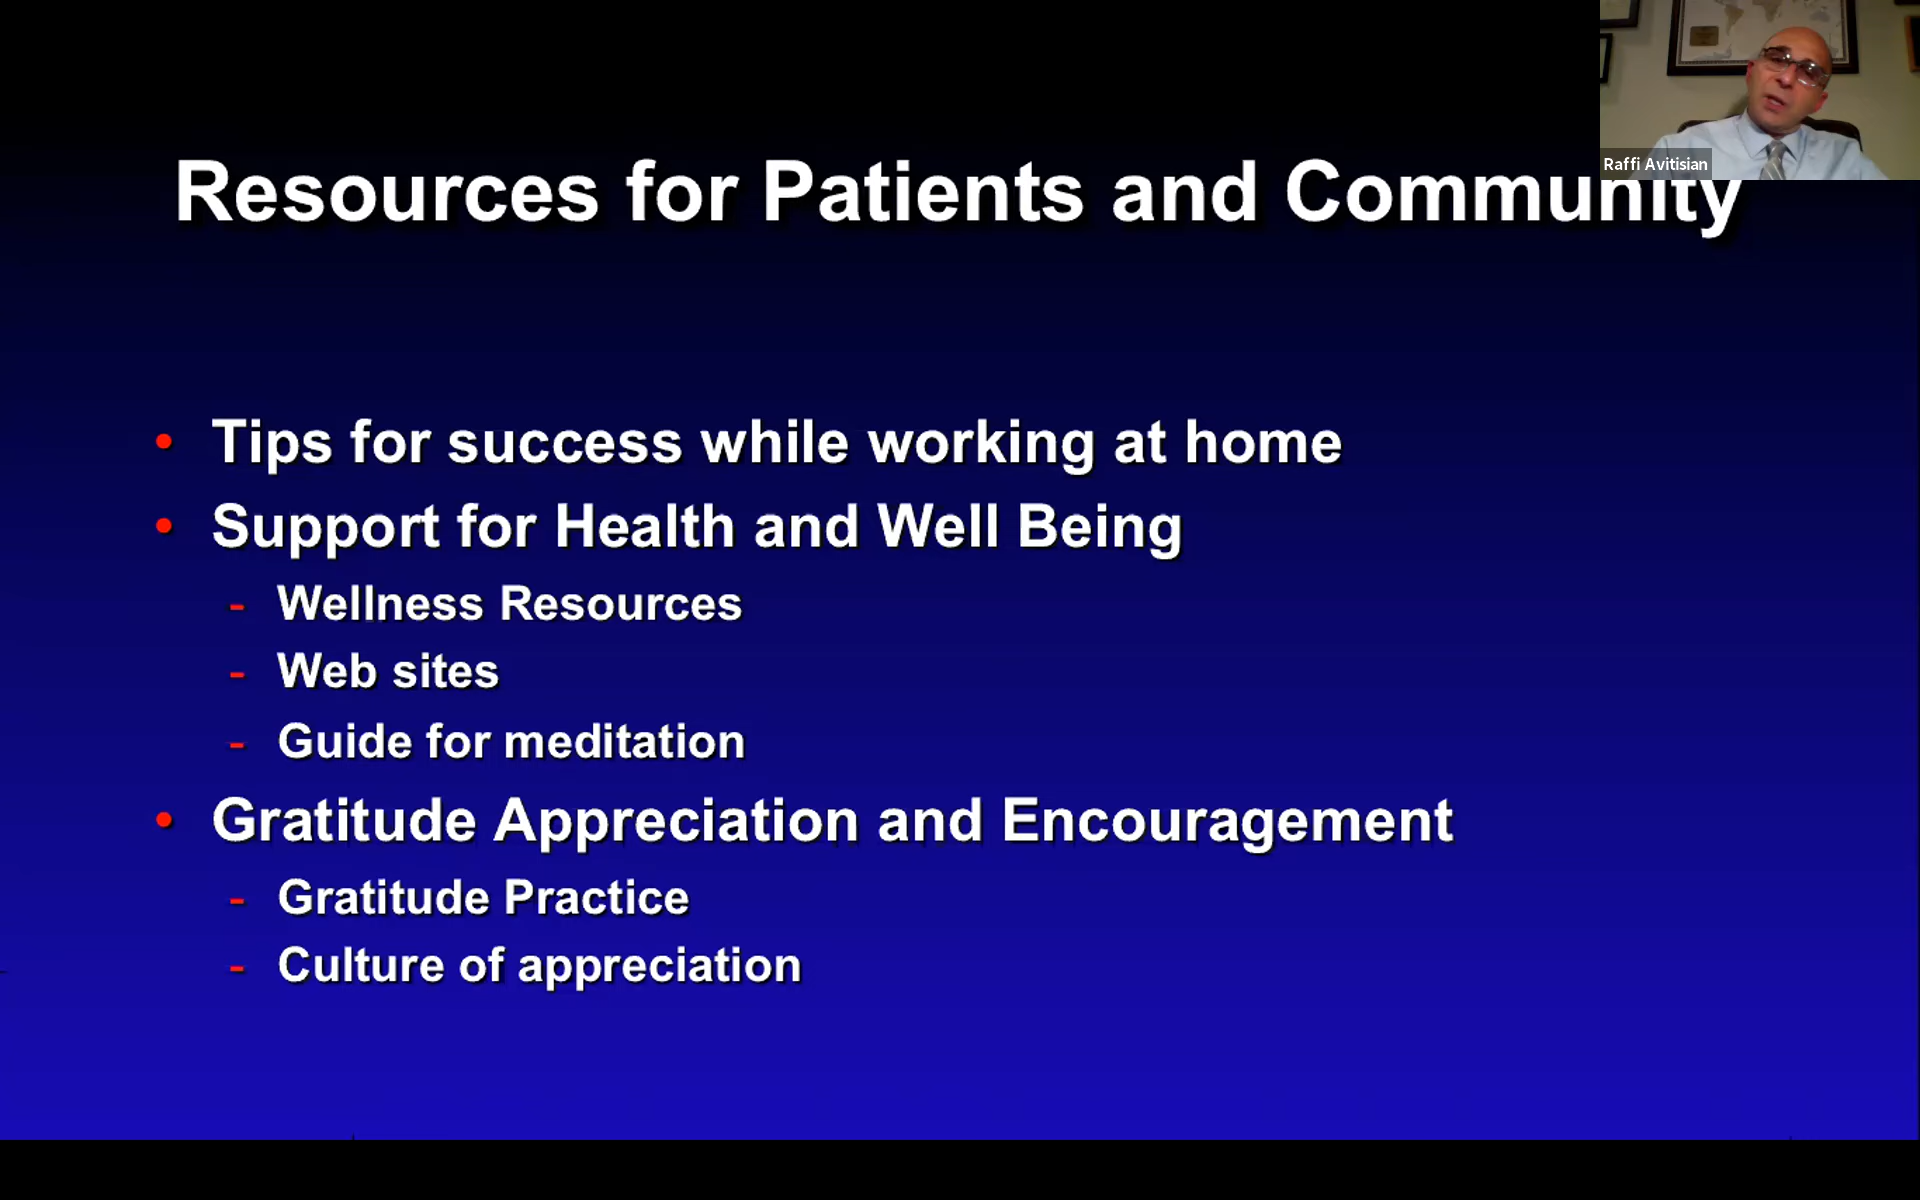 Raffi Avitisian
Resources for Patients and Community
• Tips for success while working at home
• Support for Health and Well Being
- Wellness Resources
- Web sites
- Guide for meditation
• Gratitude Appreciation and Encouragement
- Gratitude Practice
- Culture of appreciation